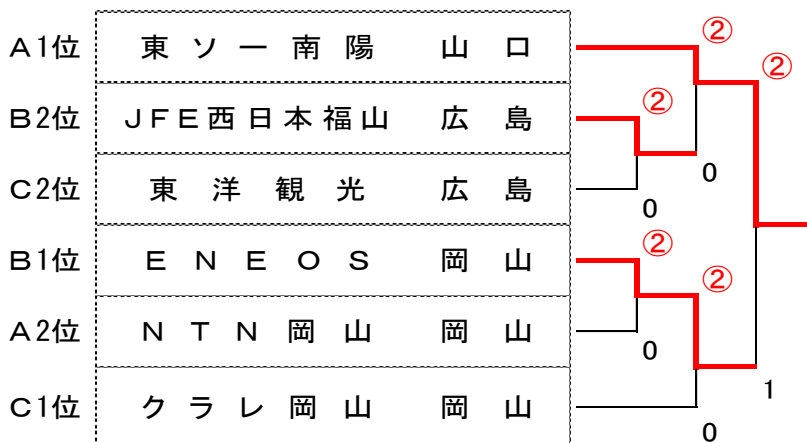 ②
A1位 東ソー南陽 山口 ②
B2位 JFE西日本福山 広島 ②
0
C2位 東洋観光 広島 0
B1位 ENEOS 岡山 ②
②
A2位 NTN岡山 岡山 0
1
C1位 クラレ岡山 岡山 0